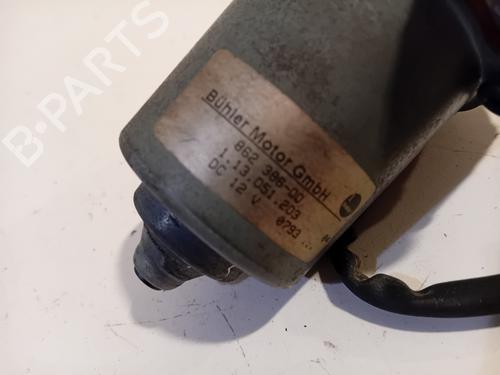 B-PARTS
Bühler Motor GmbH
862 386-00
1.13.051.203
DC 12 V 0793